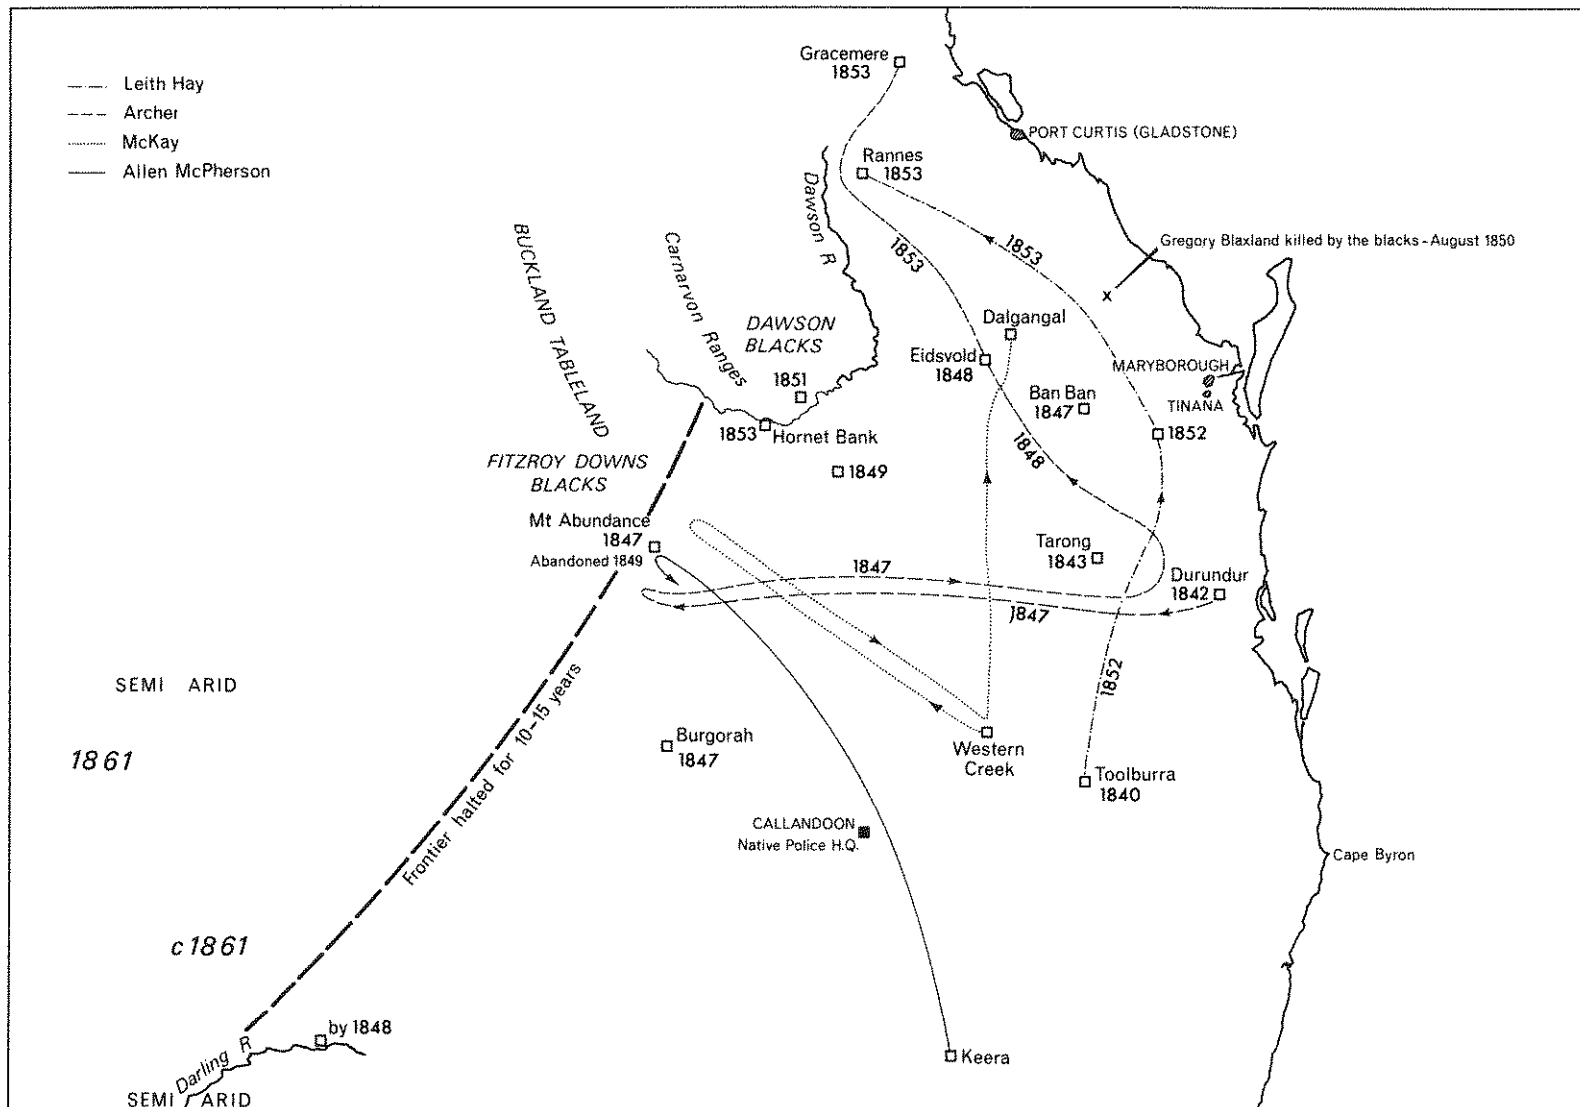 Leith Hay
Archer
McKay
Allen McPherson
Gracemere
1853
PORT CURTIS (GLADSTONE)
Rannes
1853
Dawson R
BUCKLAND TABLELAND
Carnarvon Ranges
1853
1853
Gregory Blaxland killed by the blacks - August 1850
DAWSON
BLACKS
Dalgangal
Eidsvold
1848
MARYBOROUGH
TINANA
1851
Ban Ban
1847
1853
Hornet Bank
1852
1848
FITZROY DOWNS
BLACKS
1849
Mt Abundance
1847
Abandoned 1849
Tarong
1843
1847
Durundur
1842
1847
1852
SEMI ARID
1861
Frontier halted for 10-15 years
Burgorah
1847
Western
Creek
Toolburra
1840
CALLANDOON
Native Police H.Q.
Cape Byron
c 1861
by 1848
Darling R
Keera
SEMI ARID